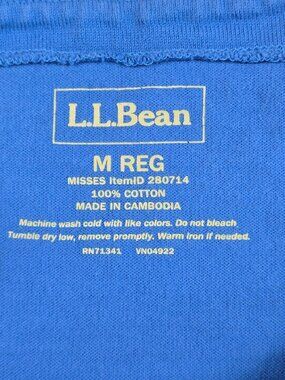 L.L.Bean
M REG
MISSES ItemID 280714
100% COTTON
MADE IN CAMBODIA
Machine wash cold with like colors. Do not bleach
Tumble dry low, remove promptly. Warm iron if needed.
RN71341 VN04922